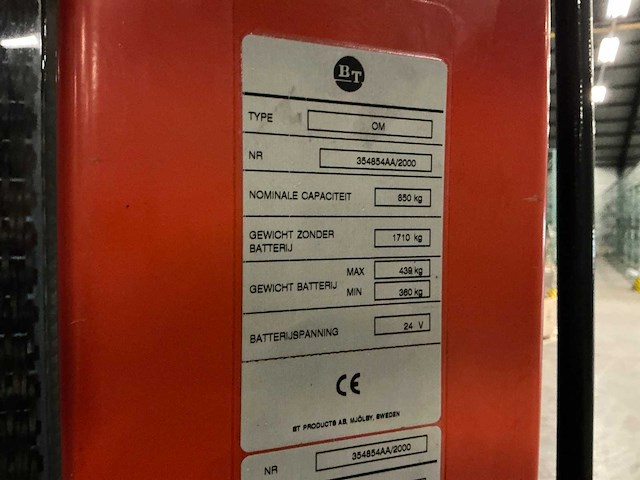 BT
TYPE OM
NR 354854AA/2000
NOMINALE CAPACITEIT 850 kg
GEWICHT ZONDER
BATTERIJ 1710 kg
GEWICHT BATTERIJ MAX 439 kg
MIN 360 kg
BATTERIJSPANNING 24 V
CE
BT PRODUCTS AB, MJÖLBY, SWEDEN
NR 354854AA/2000